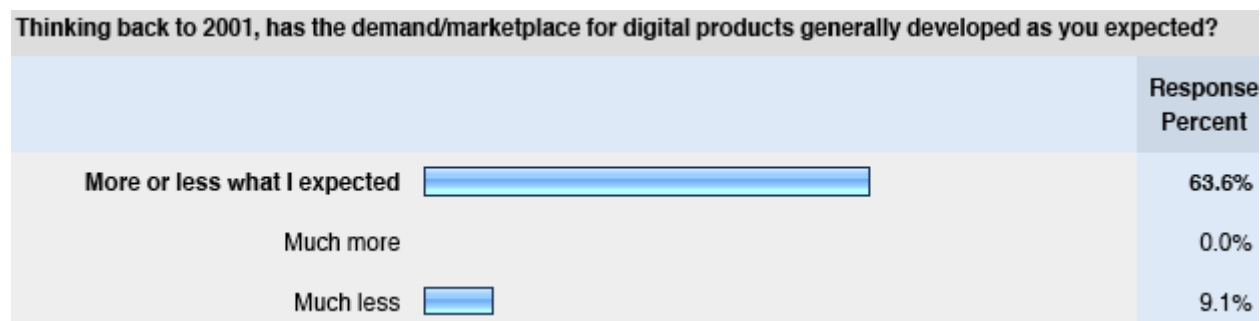 Thinking back to 2001, has the demand/marketplace for digital products generally developed as you expected?
Response
Percent
More or less what I expected 63.6%
Much more 0.0%
Much less 9.1%